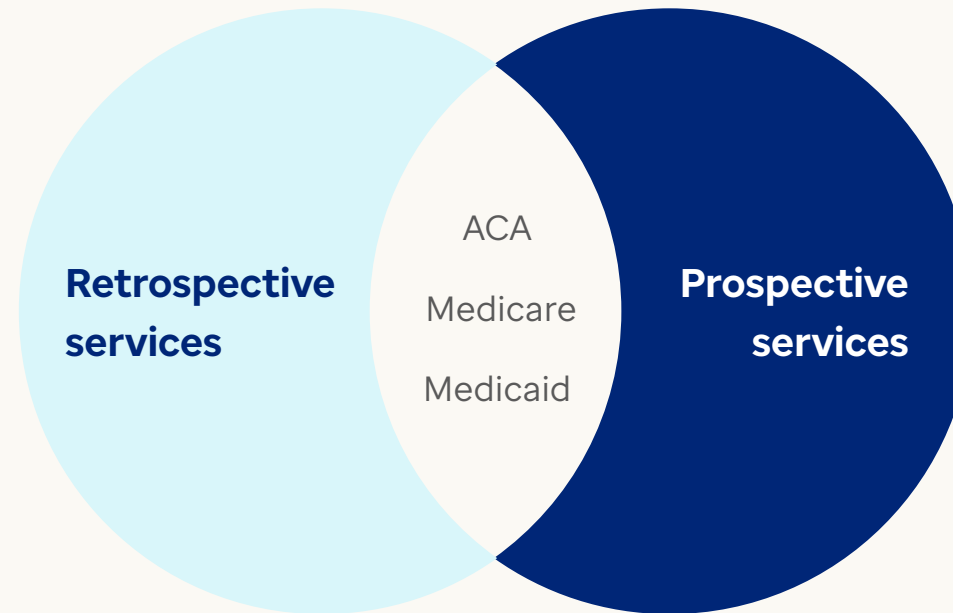 Retrospective
services
ACA
Medicare
Medicaid
Prospective
services